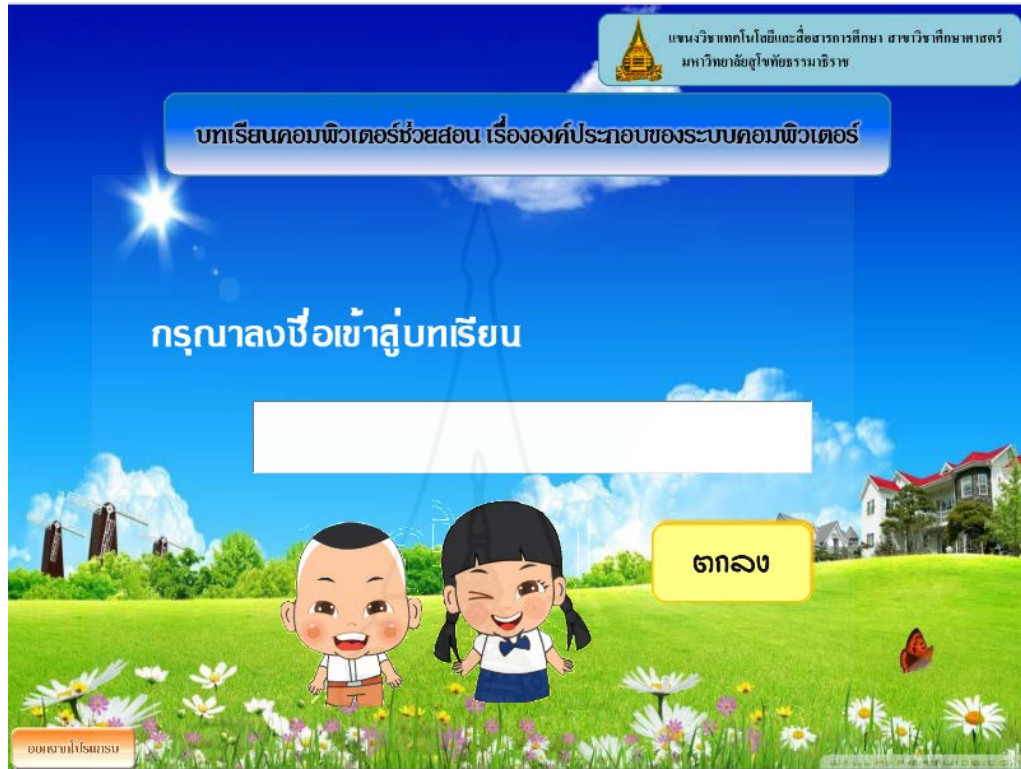 แขนงวิชาเทคโนโลยีและสื่อสารการศึกษา สาขาวิชาศึกษาศาสตร์
มหาวิทยาลัยสุโขทัยธรรมาธิราช
บทเรียนคอมพิวเตอร์ช่วยสอน เรื่ององค์ประกอบของระบบคอมพิวเตอร์
กรุณาลงชื่อเข้าสู่บทเรียน
ตกลง
ออกจากโปรแกรม